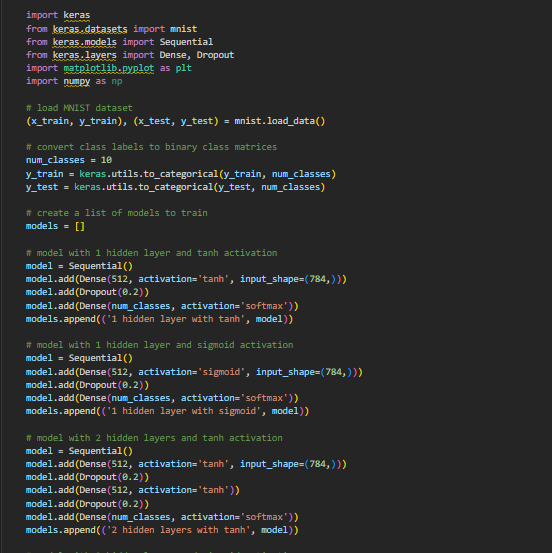 import keras
from keras.datasets import mnist
from keras.models import Sequential
from keras.layers import Dense, Dropout
import matplotlib.pyplot as plt
import numpy as np

# load MNIST dataset
(x_train, y_train), (x_test, y_test) = mnist.load_data()

# convert class labels to binary class matrices
num_classes = 10
y_train = keras.utils.to_categorical(y_train, num_classes)
y_test = keras.utils.to_categorical(y_test, num_classes)

# create a list of models to train
models = []

# model with 1 hidden layer and tanh activation
model = Sequential()
model.add(Dense(512, activation='tanh', input_shape=(784,)))
model.add(Dropout(0.2))
model.add(Dense(num_classes, activation='softmax'))
models.append(('1 hidden layer with tanh', model))

# model with 1 hidden layer and sigmoid activation
model = Sequential()
model.add(Dense(512, activation='sigmoid', input_shape=(784,)))
model.add(Dropout(0.2))
model.add(Dense(num_classes, activation='softmax'))
models.append(('1 hidden layer with sigmoid', model))

# model with 2 hidden layers and tanh activation
model = Sequential()
model.add(Dense(512, activation='tanh', input_shape=(784,)))
model.add(Dropout(0.2))
model.add(Dense(512, activation='tanh'))
model.add(Dropout(0.2))
model.add(Dense(num_classes, activation='softmax'))
models.append(('2 hidden layers with tanh', model))